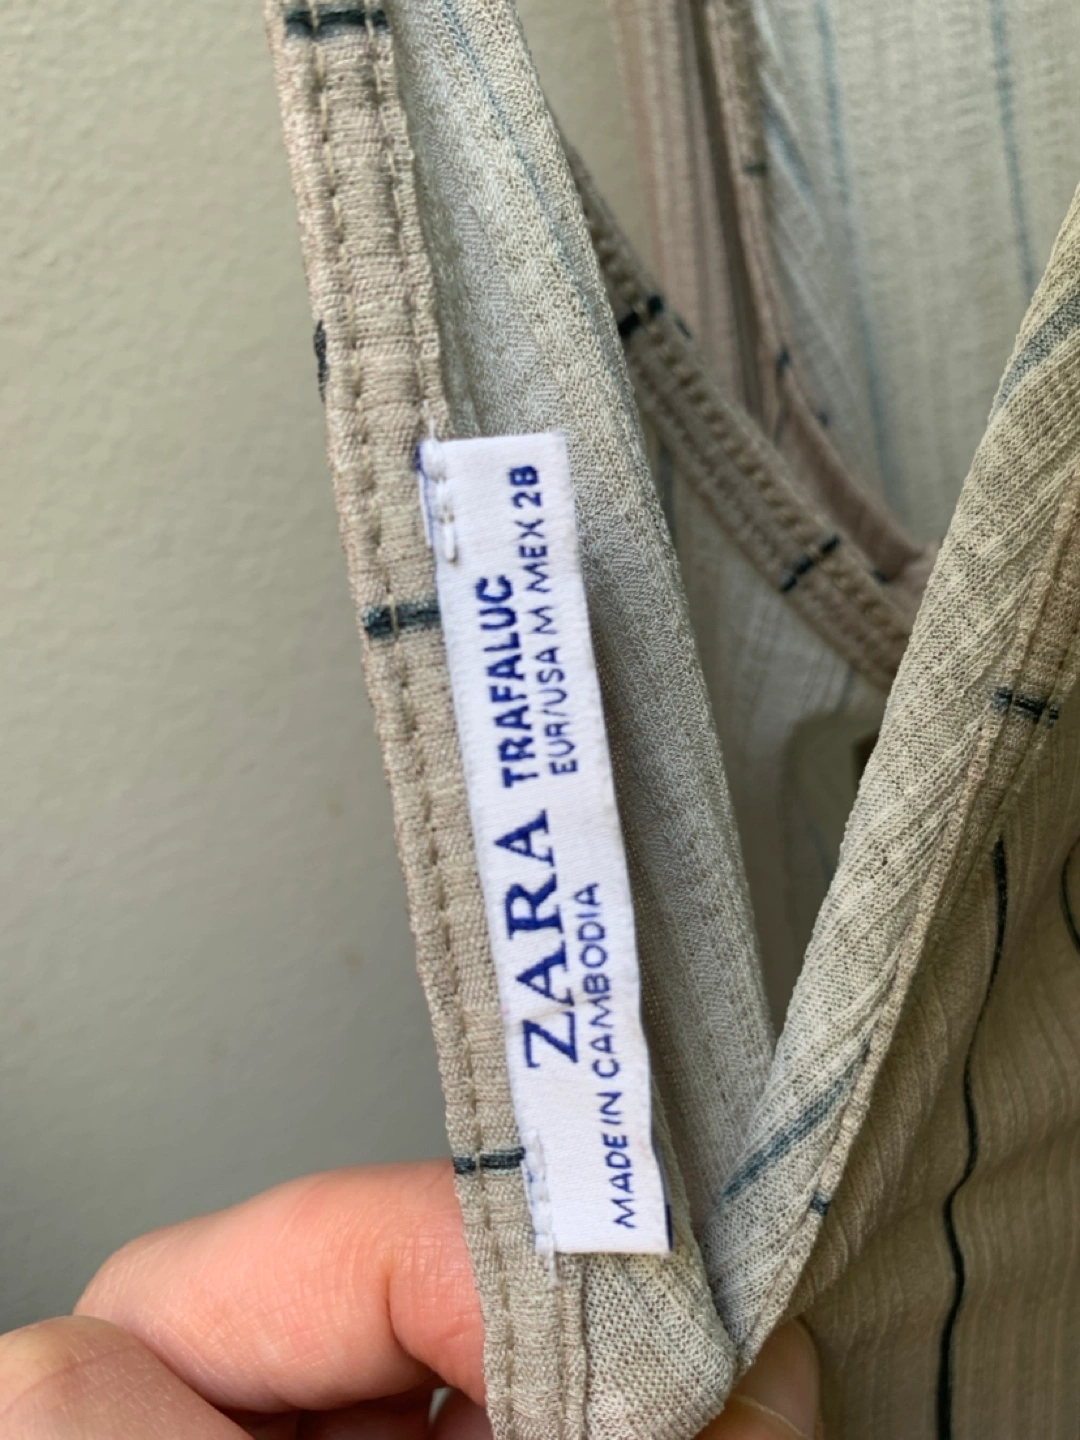 ZARA TRAFALUC
EUR/USA M MEX 28
MADE IN CAMBODIA